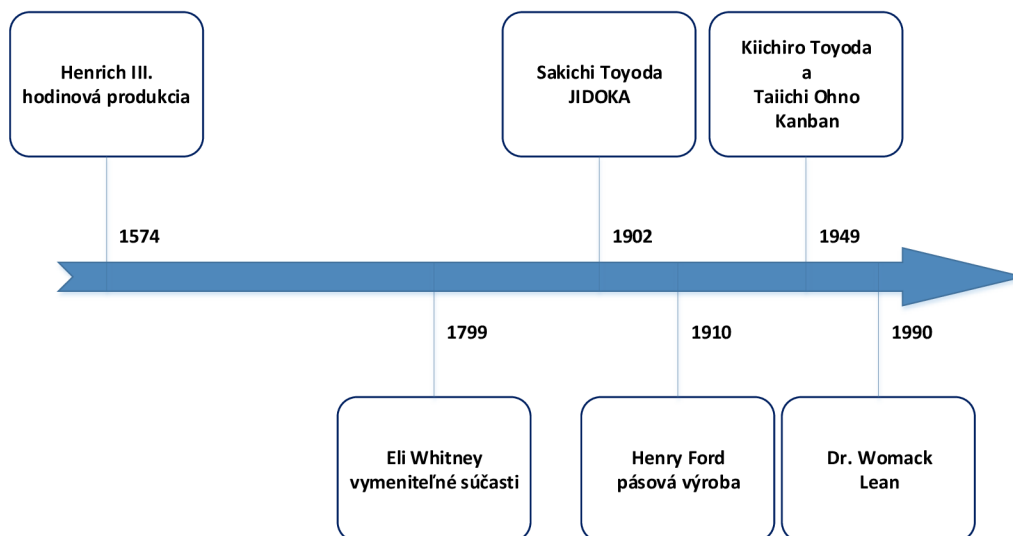 Henrich III.
hodinová produkcia
Sakichi Toyoda
JIDOKA
Kiichiro Toyoda
a
Taiichi Ohno
Kanban
1574
1902
1949
1799
1910
1990
Eli Whitney
vymeniteľné súčasti
Henry Ford
pásová výroba
Dr. Womack
Lean